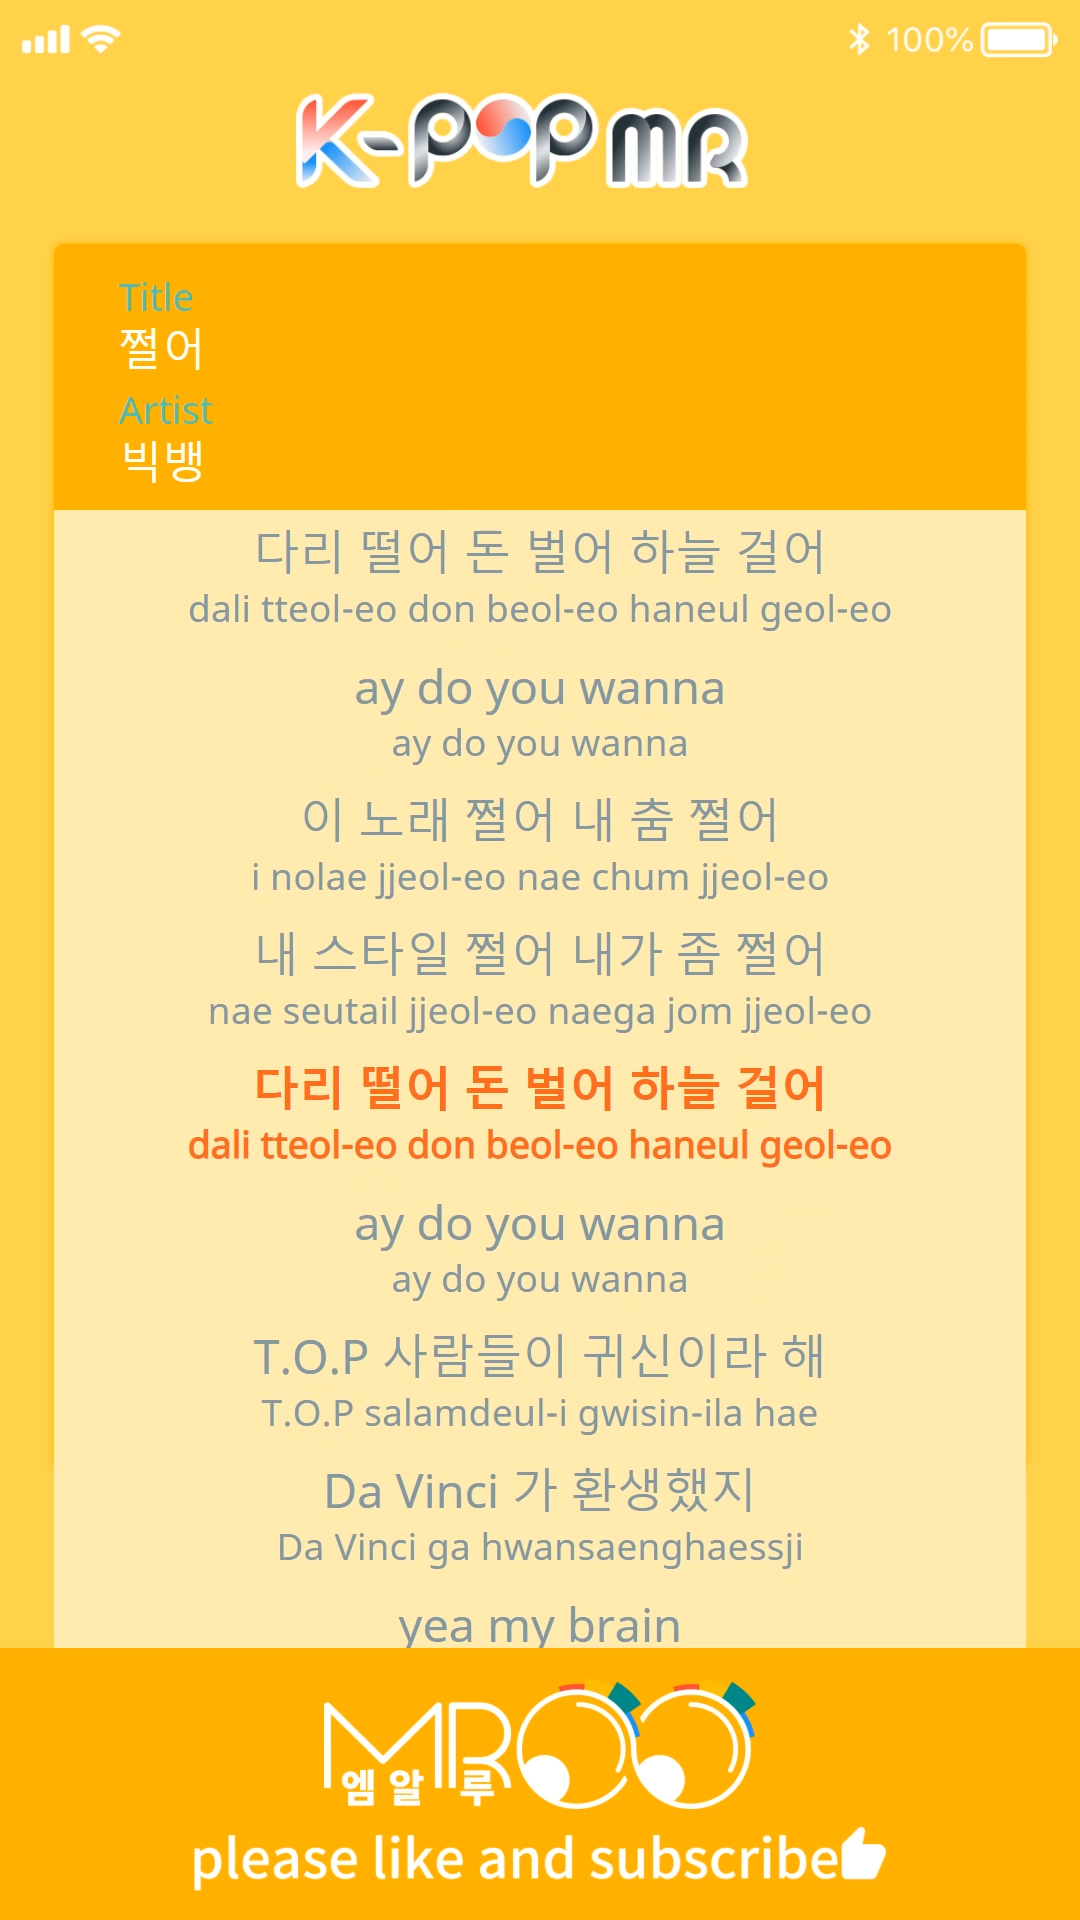 100%
K-POP MR
Title
쩔어
Artist
빅뱅
다리 떨어 돈 벌어 하늘 걸어
dali tteol-eo don beol-eo haneul geol-eo
ay do you wanna
ay do you wanna
이 노래 쩔어 내 춤 쩔어
i nolae jjeol-eo nae chum jjeol-eo
내 스타일 쩔어 내가 좀 쩔어
nae seutail jjeol-eo naega jom jjeol-eo
다리 떨어 돈 벌어 하늘 걸어
dali tteol-eo don beol-eo haneul geol-eo
ay do you wanna
ay do you wanna
T.O.P 사람들이 귀신이라 해
T.O.P salamdeul-i gwisin-ila hae
Da Vinci 가 환생했지
Da Vinci ga hwansaenghaessji
yea my brain
MROO
엠알루
please like and subscribe